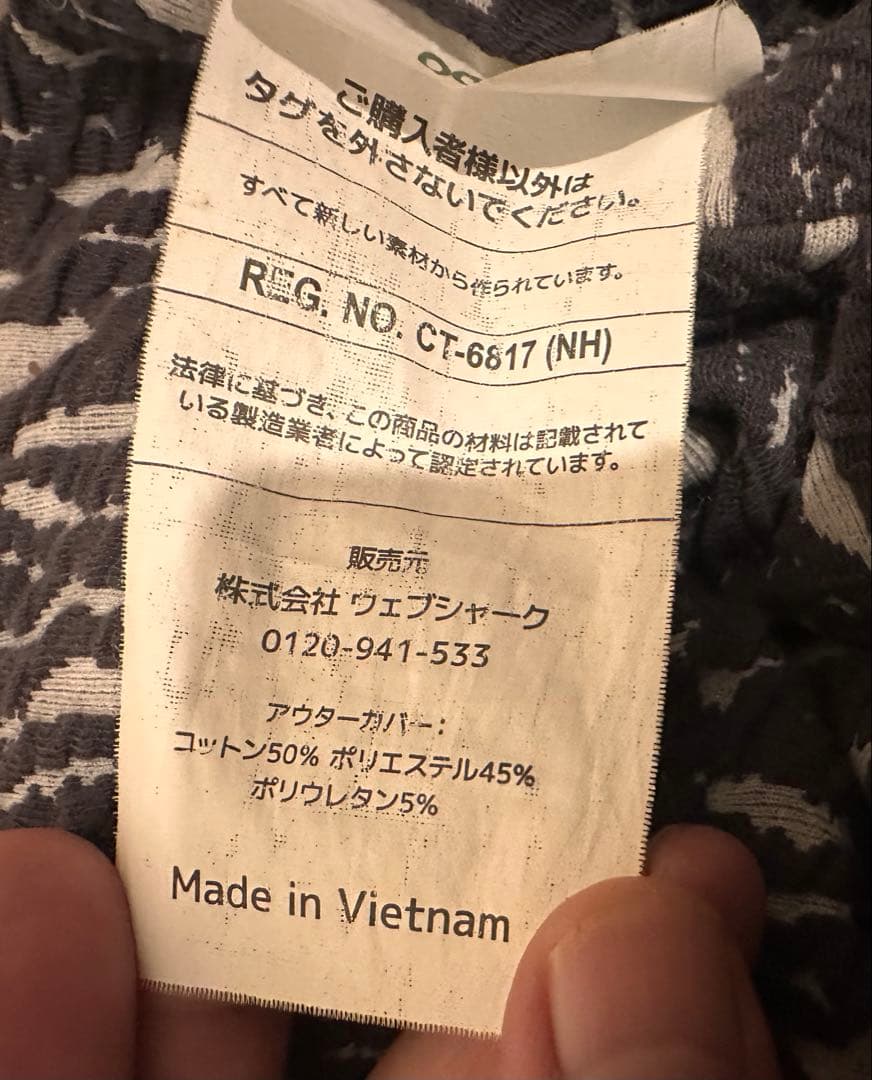 ご購入者様以外は
タグを外さないでください。
すべて新しい素材から作られています。
REG. NO. CT-6817 (NH)
法律に基づき、この商品の材料は記載されて
いる製造業者によって認定されています。
販売元
株式会社 ウェブシャーク
0120-941-533
アウターカバー:
コットン50% ポリエステル45%
ポリウレタン5%
Made in Vietnam